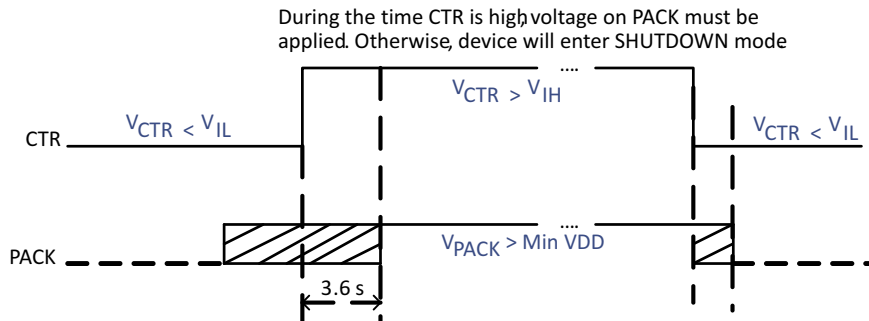 During the time CTR is high, voltage on PACK must be
applied. Otherwise, device will enter SHUTDOWN mode
....
VCTR > VIH
VCTR < VIL
VCTR < VIL
CTR
....
VPACK > Min VDD
PACK
3.6 s